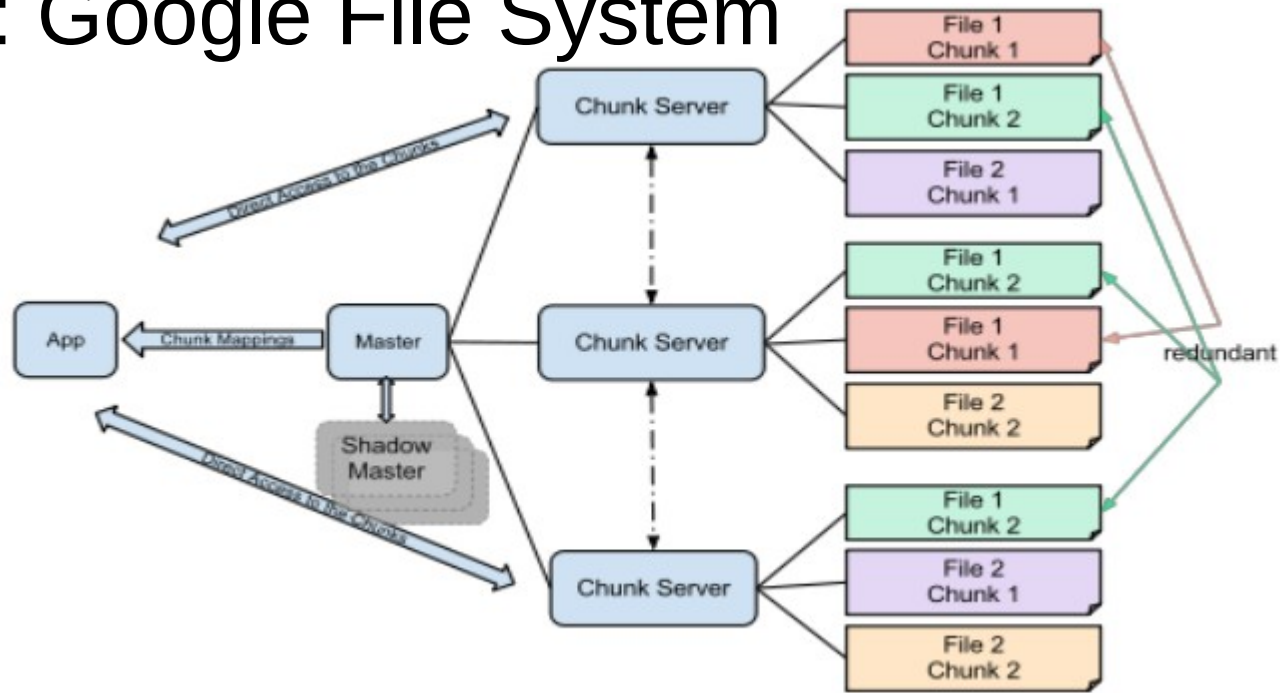 : Google File System
File 1
Chunk 1
File 1
Chunk 2
File 2
Chunk 1
Chunk Server
Direct Access to the Chunks
File 1
Chunk 2
File 1
Chunk 1
File 2
Chunk 2
App
Chunk Mappings
Master
Chunk Server
redundant
Shadow
Master
Direct Access to the Chunks
Chunk Server
File 1
Chunk 2
File 2
Chunk 1
File 2
Chunk 2